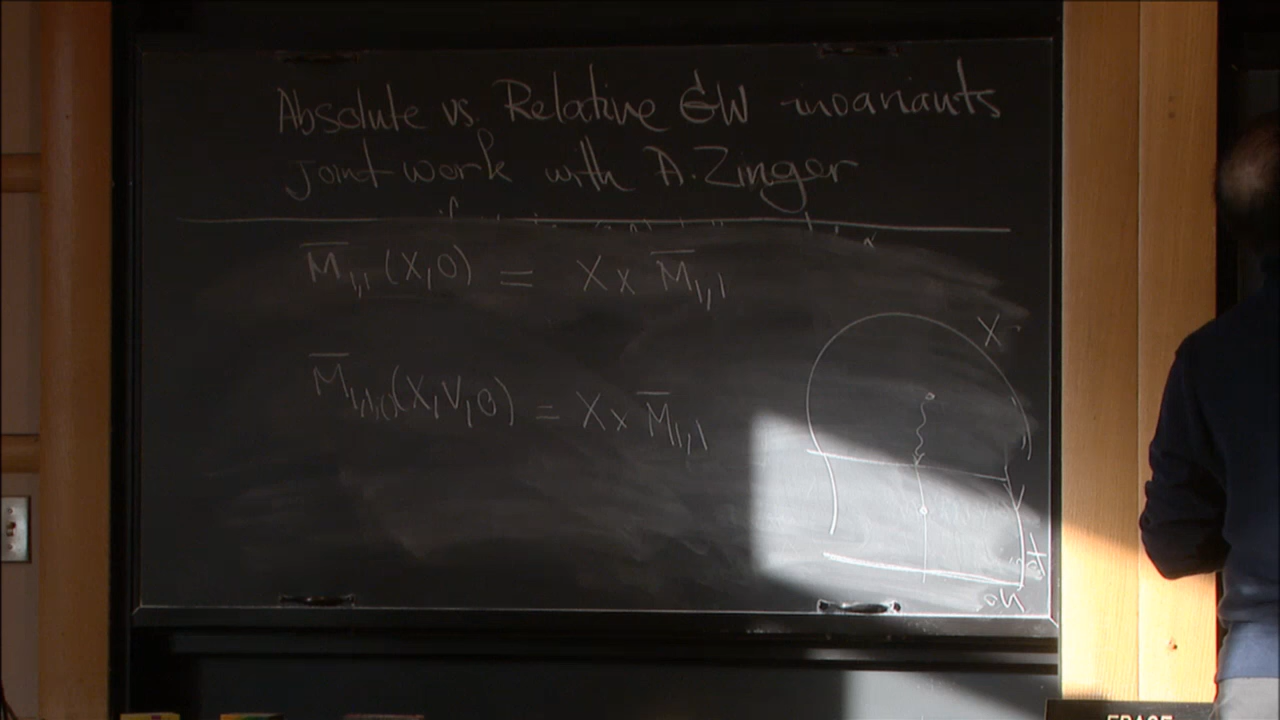 Absolute vs. Relative GW invariants
Joint work with A. Zinger
M̅₁,₁(X,0) = X × M̅₁,₁
M̅₁,₁,₀(X,V,0) = X × M̅₁,₁
X
ERASE